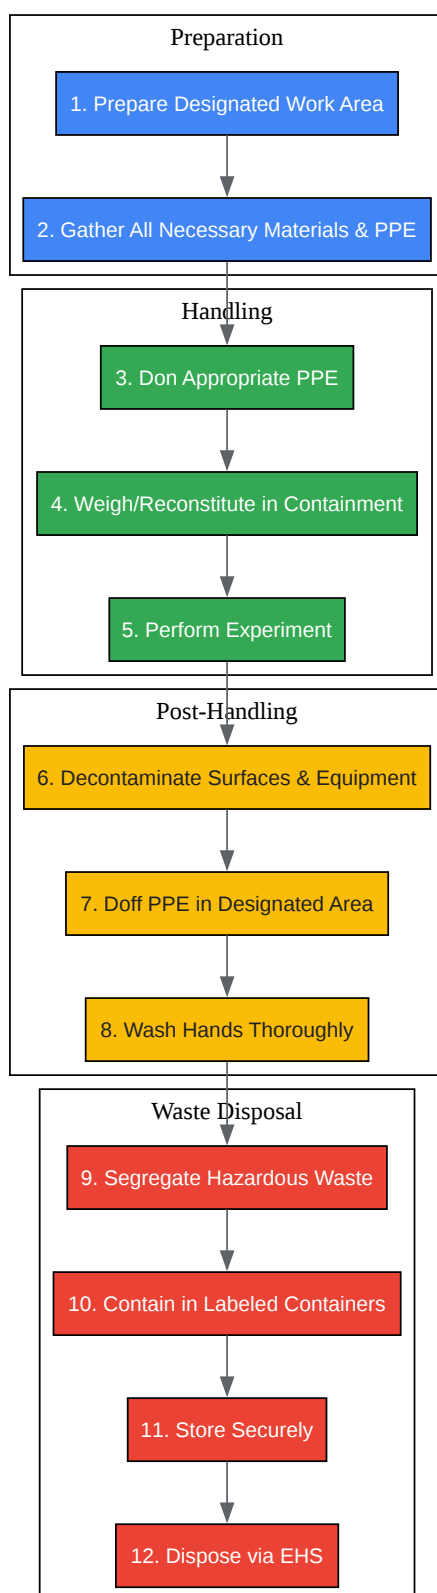 Preparation
1. Prepare Designated Work Area
2. Gather All Necessary Materials & PPE
Handling
3. Don Appropriate PPE
4. Weigh/Reconstitute in Containment
5. Perform Experiment
Post-Handling
6. Decontaminate Surfaces & Equipment
7. Doff PPE in Designated Area
8. Wash Hands Thoroughly
Waste Disposal
9. Segregate Hazardous Waste
10. Contain in Labeled Containers
11. Store Securely
12. Dispose via EHS